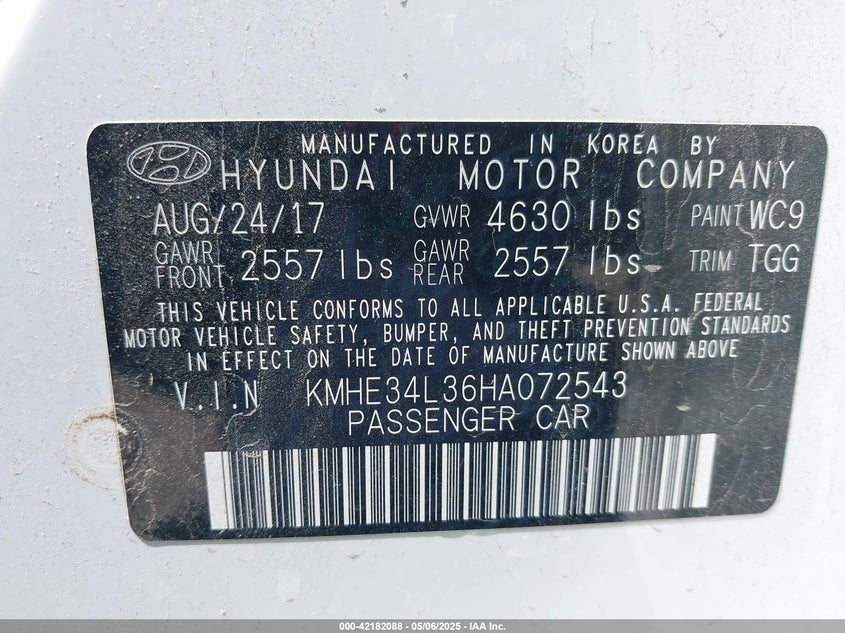 MANUFACTURED IN KOREA BY
HYUNDAI MOTOR COMPANY
AUG/24/17 GVWR 4630 lbs PAINT WC9
GAWR FRONT 2557 lbs GAWR REAR 2557 lbs TRIM TGG
THIS VEHICLE CONFORMS TO ALL APPLICABLE U.S.A. FEDERAL
MOTOR VEHICLE SAFETY, BUMPER, AND THEFT PREVENTION STANDARDS
IN EFFECT ON THE DATE OF MANUFACTURE SHOWN ABOVE
V.I.N KMHE34L36HA072543
PASSENGER CAR
000-42182088 - 05/06/2025 - IAA Inc.